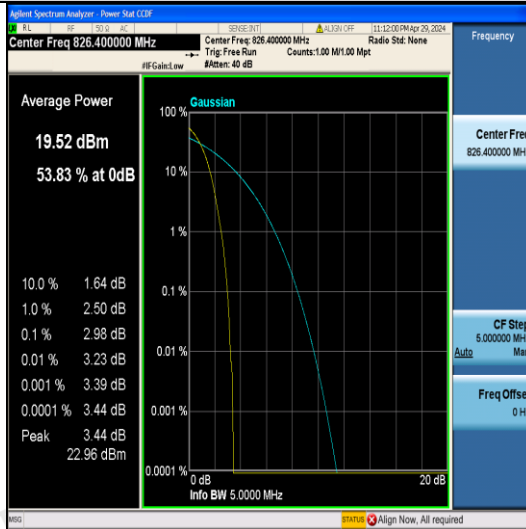 Agilent Spectrum Analyzer - Power Stat CCDF
RL RF 50 Ω AC SENSE:INT ALIGN OFF 11:12:00 PM Apr 29, 2024
Center Freq 826.400000 MHz
Center Freq: 826.400000 MHz Radio Std: None
Trig: Free Run Counts:1.00 M/1.00 Mpt
#IFGain:Low #Atten: 40 dB
Frequency
Average Power
19.52 dBm
53.83 % at 0dB
10.0 % 1.64 dB
1.0 % 2.50 dB
0.1 % 2.98 dB
0.01 % 3.23 dB
0.001 % 3.39 dB
0.0001 % 3.44 dB
Peak 3.44 dB
22.96 dBm
Gaussian
100 %
10 %
1 %
0.1 %
0.01 %
0.001 %
0.0001 %
0 dB 20 dB
Info BW 5.0000 MHz
Center Fre
826.400000 MH
CF Step
5.000000 MH
Auto Ma
Freq Offse
0 H
MSG STATUS Align Now, All required